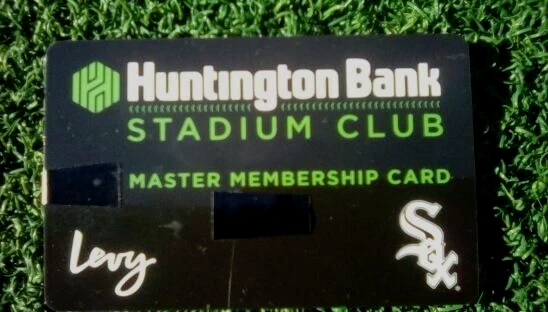 Huntington Bank
STADIUM CLUB
MASTER MEMBERSHIP CARD
Levy
Sox